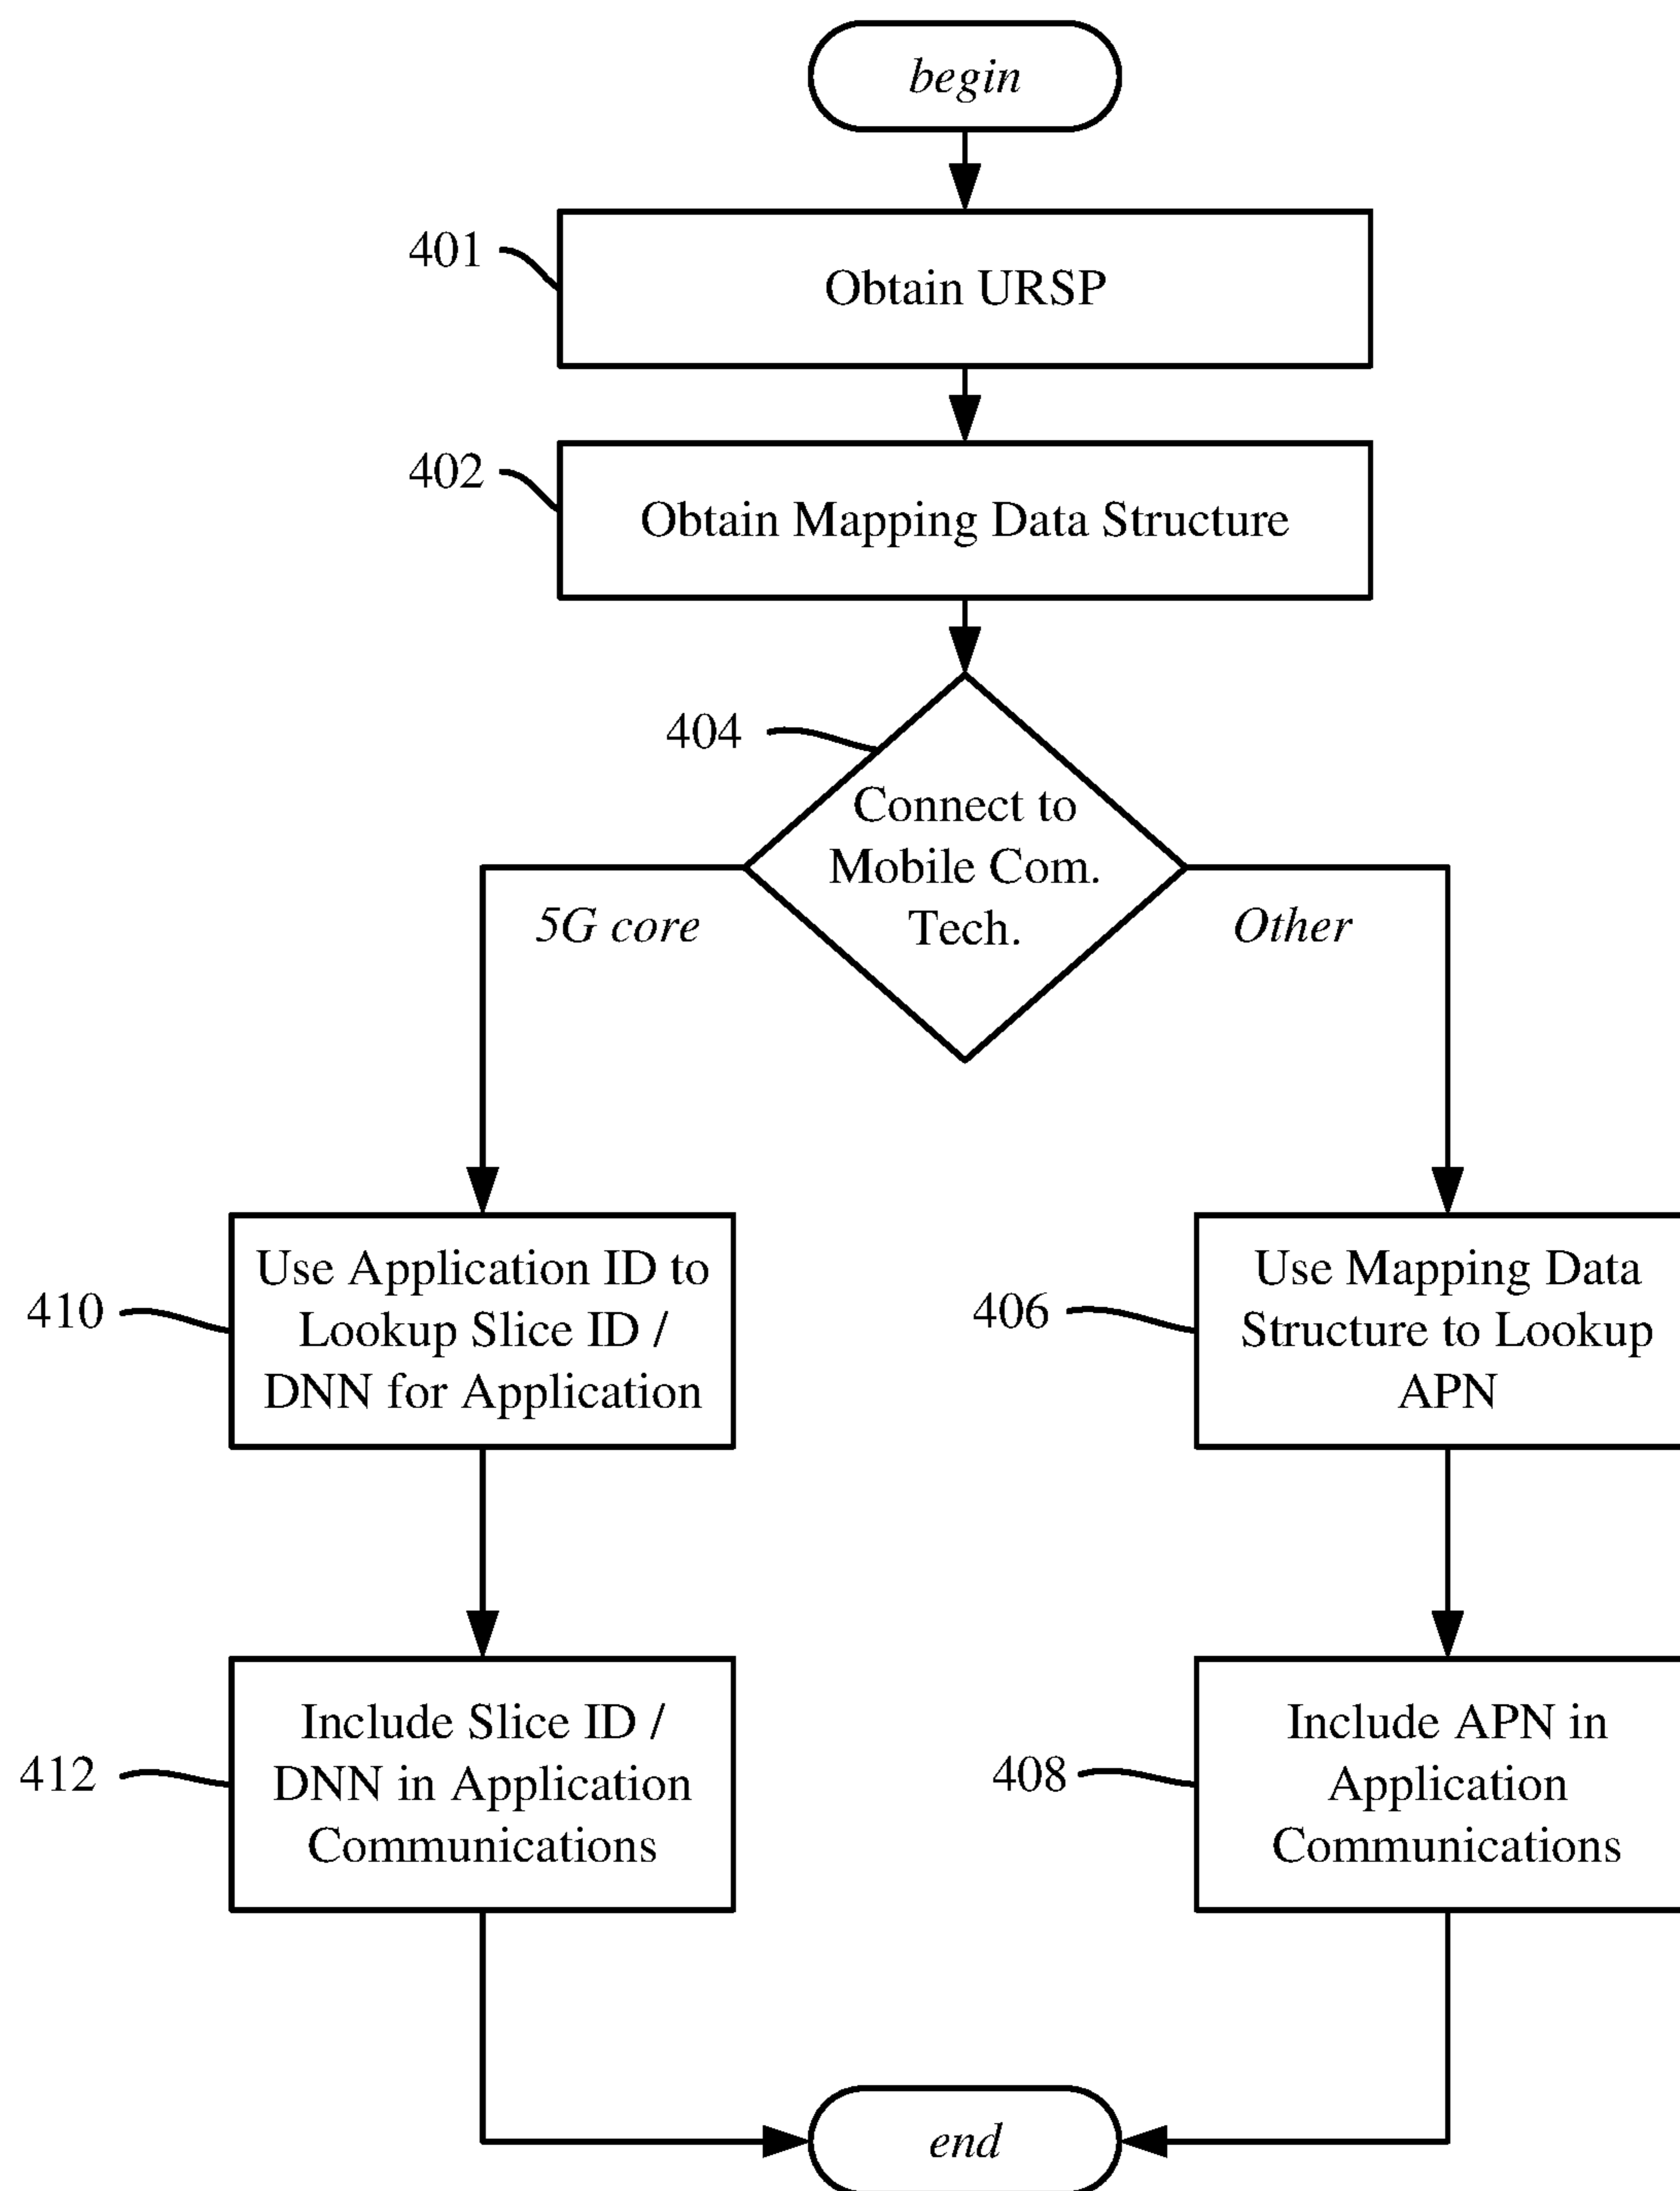 begin
401
Obtain URSP
402
Obtain Mapping Data Structure
404
Connect to
Mobile Com.
Tech.
5G core
Other
410
Use Application ID to
Lookup Slice ID /
DNN for Application
406
Use Mapping Data
Structure to Lookup
APN
412
Include Slice ID /
DNN in Application
Communications
408
Include APN in
Application
Communications
end